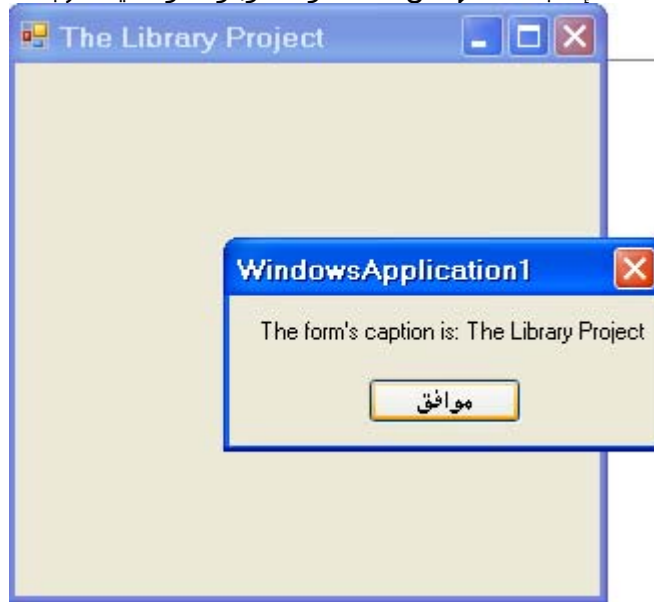 The Library Project
WindowsApplication1
The form's caption is: The Library Project
موافق